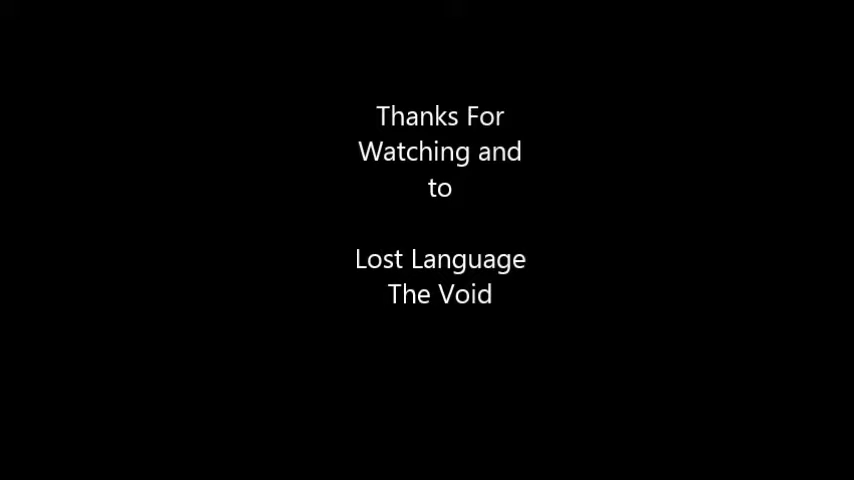 Thanks For
Watching and
to
Lost Language
The Void